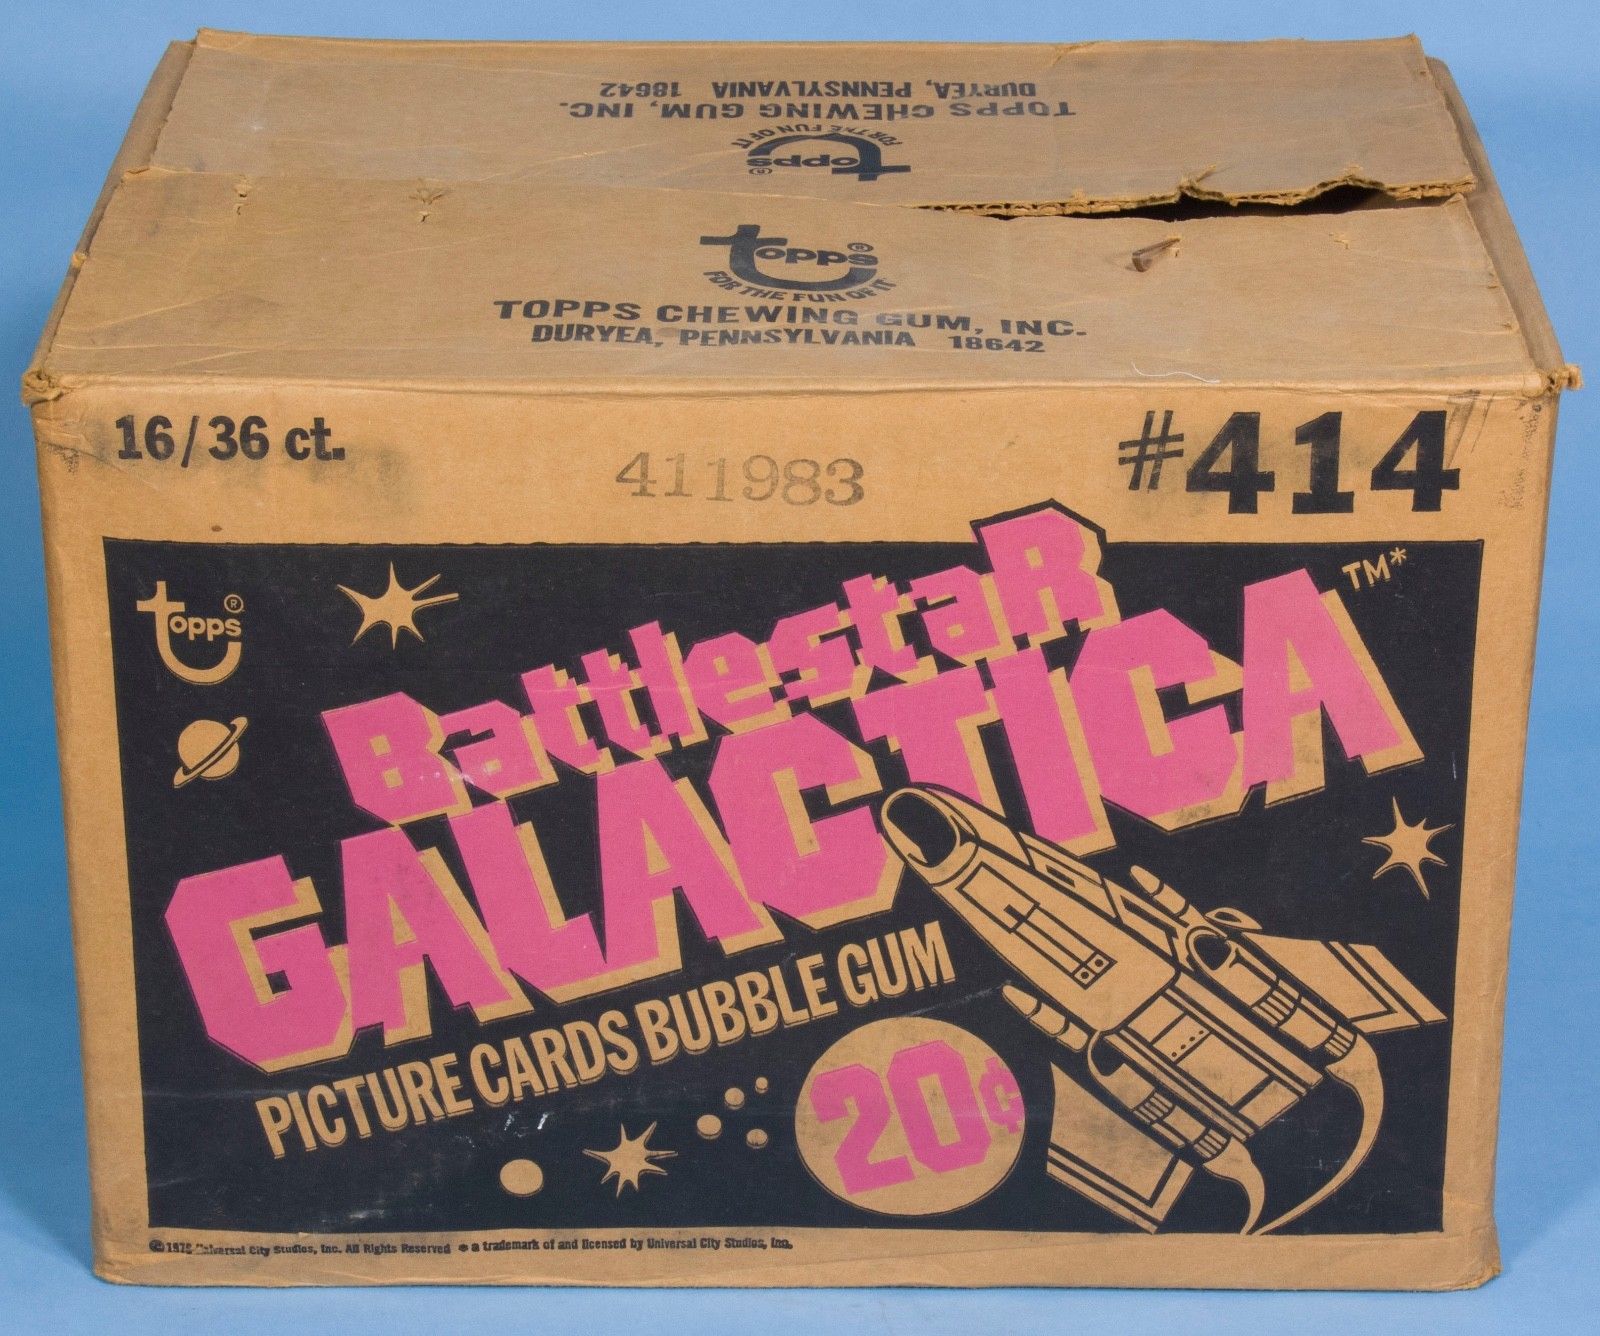 TOPPS CHEWING GUM, INC.
DURYEA, PENNSYLVANIA 18642
topps®
FOR THE FUN OF IT
topps®
FOR THE FUN OF IT
TOPPS CHEWING GUM, INC.
DURYEA, PENNSYLVANIA 18642
16/36 ct.
411983
#414
topps®
BattlestaR
GALACTICA
TM*
PICTURE CARDS BUBBLE GUM
20¢
© 1978 Universal City Studios, Inc. All Rights Reserved * a trademark of and licensed by Universal City Studios, Inc.